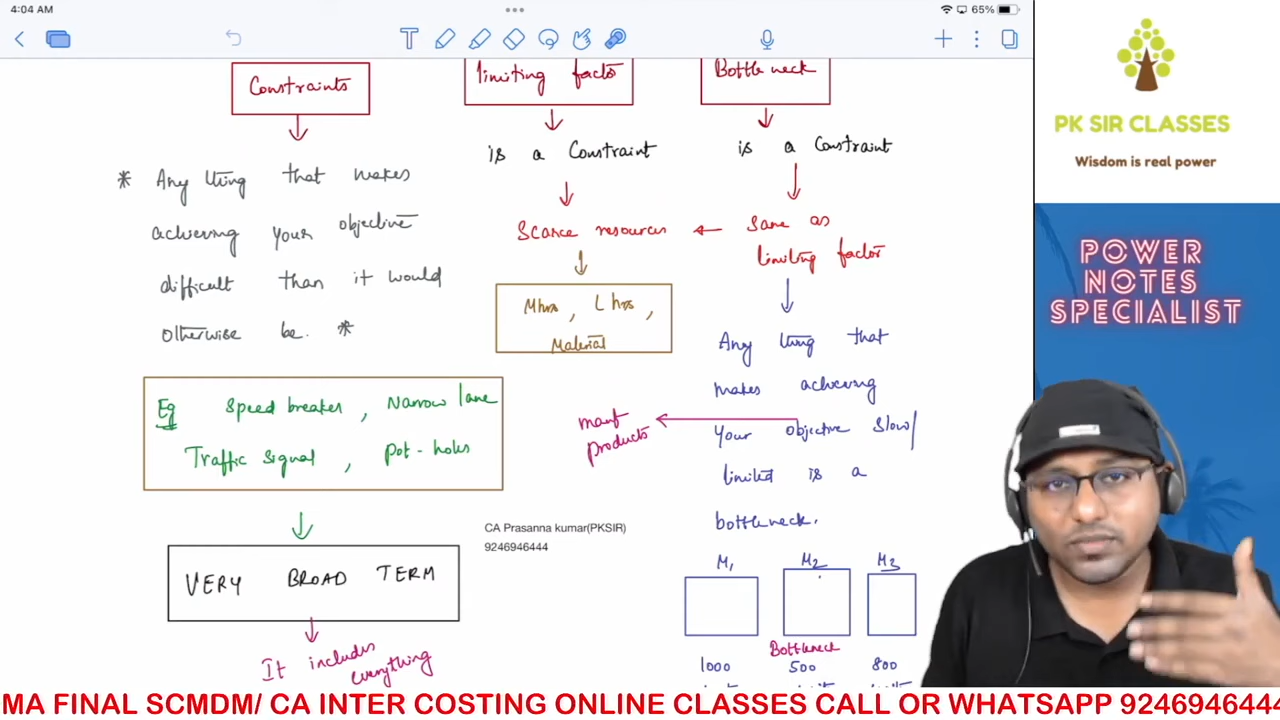 4:04 AM
65%
Constraints
limiting factor
Bottleneck
is a Constraint
is a Constraint
* Any thing that makes
achieving your objective
difficult than it would
otherwise be. *
Scarce resources
Same as
limiting factor
Mhrs, Lhrs,
Material
Any thing that
makes achieving
your objective slow/
limited is a
bottleneck.
manf
products
Eg Speed breaker, Narrow lane
Traffic signal, Pot-holes
CA Prasanna kumar(PKSIR)
9246946444
VERY BROAD TERM
It includes
everything
M1 M2 M3
Bottleneck
1000 500 800
PK SIR CLASSES
Wisdom is real power
POWER
NOTES
SPECIALIST
MA FINAL SCMDM/ CA INTER COSTING ONLINE CLASSES CALL OR WHATSAPP 9246946444